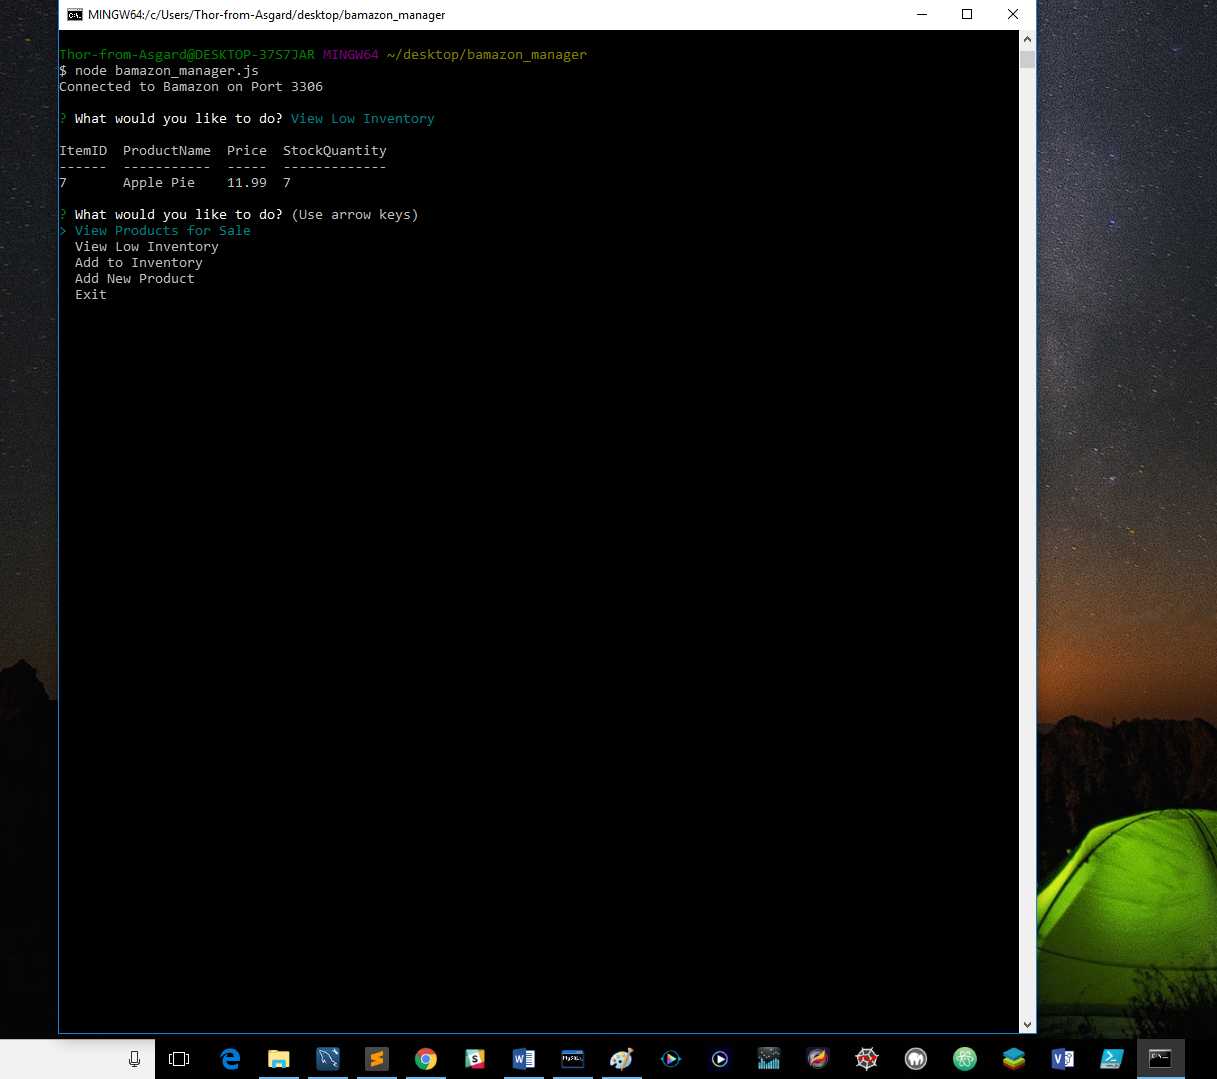 MINGW64:/c/Users/Thor-from-Asgard/desktop/bamazon_manager
Thor-from-Asgard@DESKTOP-37S7JAR MINGW64 ~/desktop/bamazon_manager
$ node bamazon_manager.js
Connected to Bamazon on Port 3306
? What would you like to do? View Low Inventory
ItemID  ProductName  Price  StockQuantity
------  -----------  -----  -------------
7       Apple Pie    11.99  7
? What would you like to do? (Use arrow keys)
> View Products for Sale
  View Low Inventory
  Add to Inventory
  Add New Product
  Exit